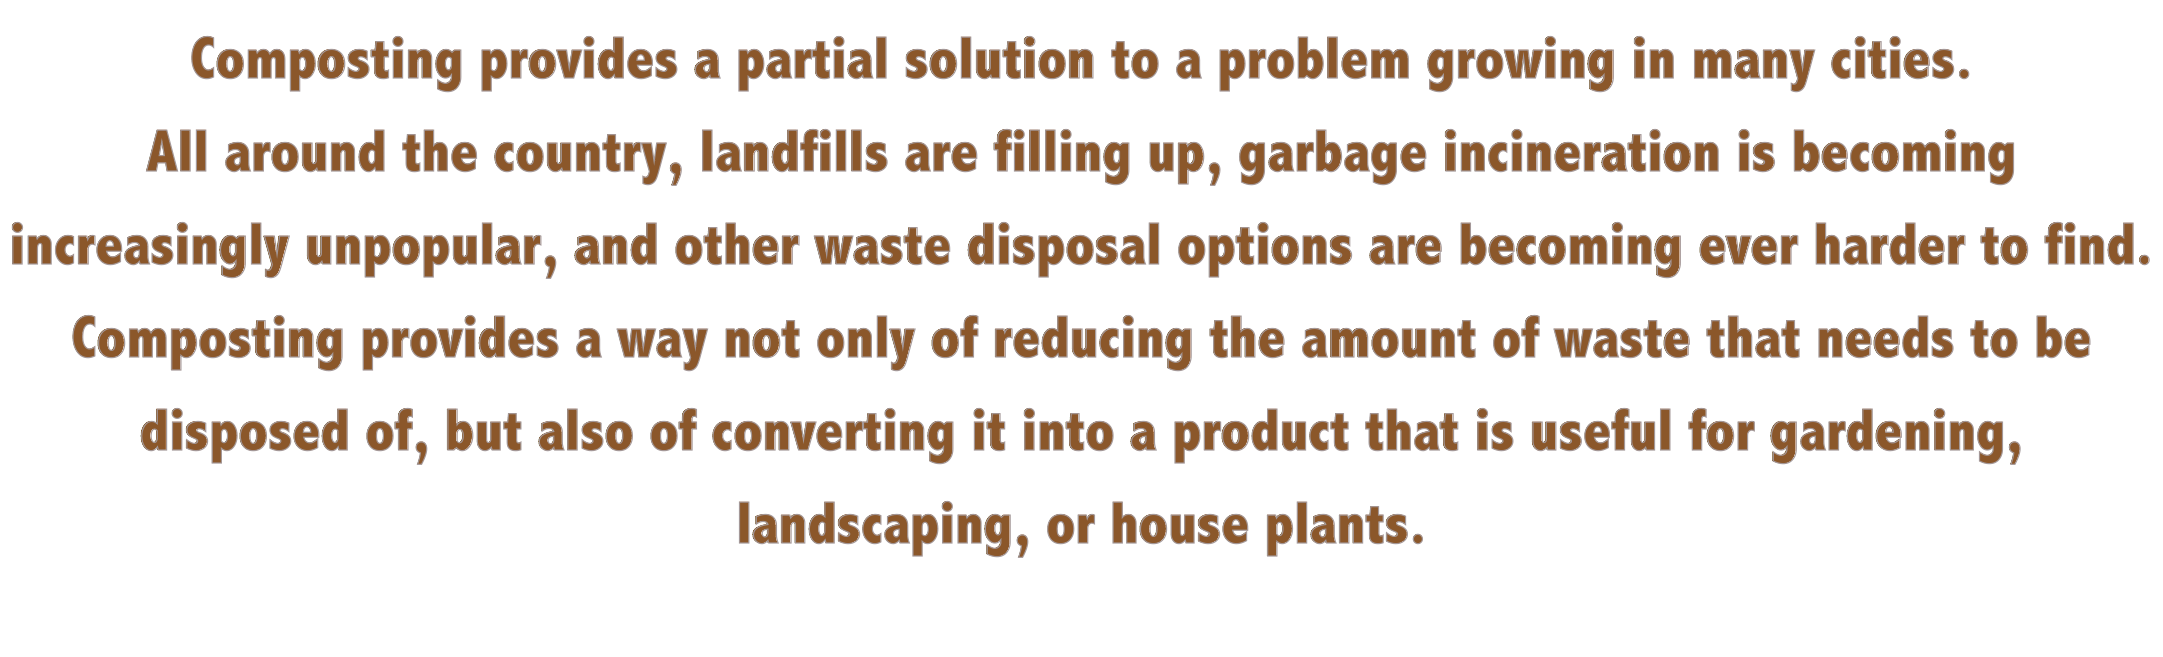 Composting provides a partial solution to a problem growing in many cities.
All around the country, landfills are filling up, garbage incineration is becoming
increasingly unpopular, and other waste disposal options are becoming ever harder to find.
Composting provides a way not only of reducing the amount of waste that needs to be
disposed of, but also of converting it into a product that is useful for gardening,
landscaping, or house plants.